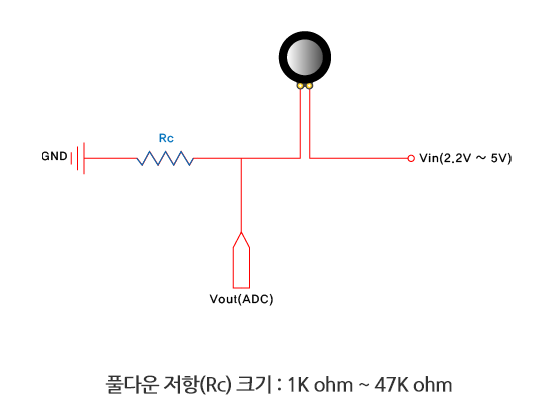 Rc
GND
Vin(2.2V ~ 5V)
Vout(ADC)
풀다운 저항(Rc) 크기 : 1K ohm ~ 47K ohm